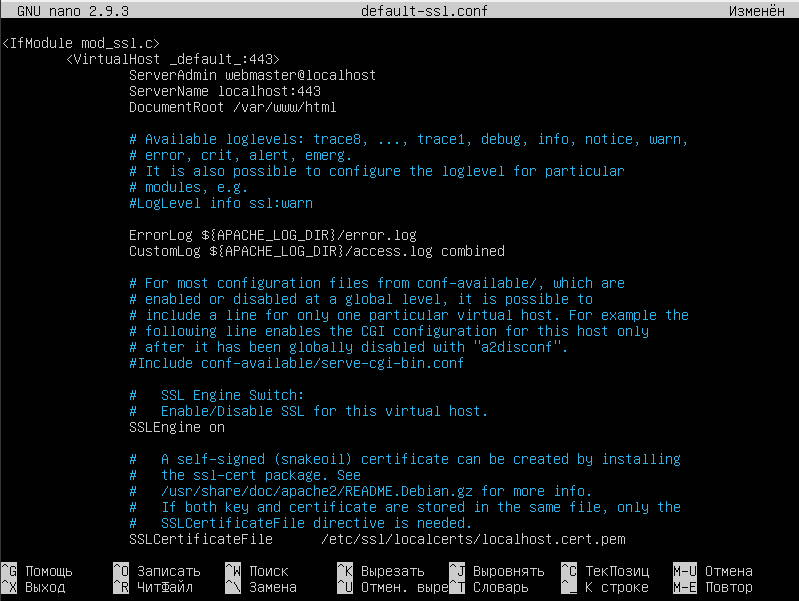 GNU nano 2.9.3 default-ssl.conf Изменён
<IfModule mod_ssl.c>
<VirtualHost _default_:443>
ServerAdmin webmaster@localhost
ServerName localhost:443
DocumentRoot /var/www/html
# Available loglevels: trace8, ..., trace1, debug, info, notice, warn,
# error, crit, alert, emerg.
# It is also possible to configure the loglevel for particular
# modules, e.g.
#LogLevel info ssl:warn
ErrorLog ${APACHE_LOG_DIR}/error.log
CustomLog ${APACHE_LOG_DIR}/access.log combined
# For most configuration files from conf-available/, which are
# enabled or disabled at a global level, it is possible to
# include a line for only one particular virtual host. For example the
# following line enables the CGI configuration for this host only
# after it has been globally disabled with "a2disconf".
#Include conf-available/serve-cgi-bin.conf
# SSL Engine Switch:
# Enable/Disable SSL for this virtual host.
SSLEngine on
# A self-signed (snakeoil) certificate can be created by installing
# the ssl-cert package. See
# /usr/share/doc/apache2/README.Debian.gz for more info.
# If both key and certificate are stored in the same file, only the
# SSLCertificateFile directive is needed.
SSLCertificateFile /etc/ssl/localcerts/localhost.cert.pem
^G Помощь ^O Записать ^W Поиск ^K Вырезать ^J Выровнять ^C ТекПозиц M-U Отмена
^X Выход ^R ЧитФайл ^\ Замена ^U Отмен. выре^T Словарь ^_ К строке M-E Повтор